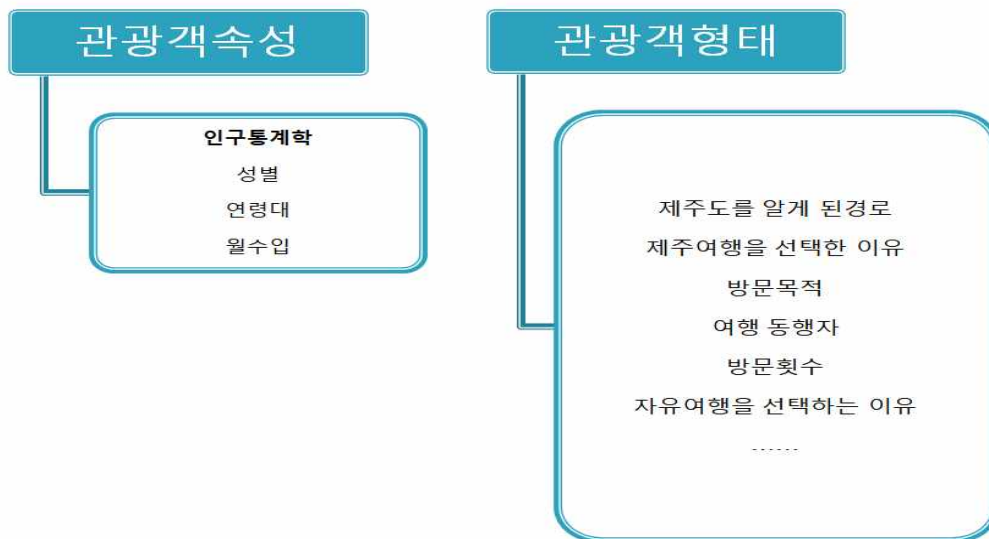 관광객속성
인구통계학
성별
연령대
월수입
관광객형태
제주도를 알게 된경로
제주여행을 선택한 이유
방문목적
여행 동행자
방문횟수
자유여행을 선택하는 이유
......